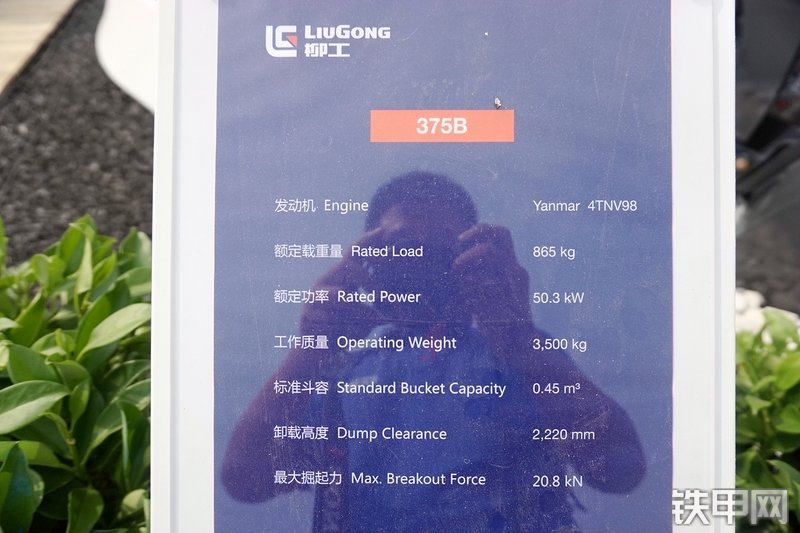 LIUGONG
柳工
375B
发动机 Engine Yanmar 4TNV98
额定载重量 Rated Load 865 kg
额定功率 Rated Power 50.3 kW
工作质量 Operating Weight 3,500 kg
标准斗容 Standard Bucket Capacity 0.45 m³
卸载高度 Dump Clearance 2,220 mm
最大掘起力 Max. Breakout Force 20.8 kN
铁甲网